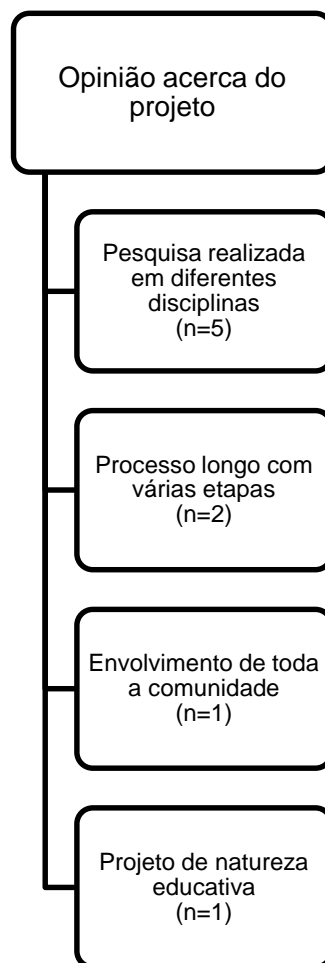 Opinião acerca do
projeto
Pesquisa realizada
em diferentes
disciplinas
(n=5)
Processo longo com
várias etapas
(n=2)
Envolvimento de toda
a comunidade
(n=1)
Projeto de natureza
educativa
(n=1)